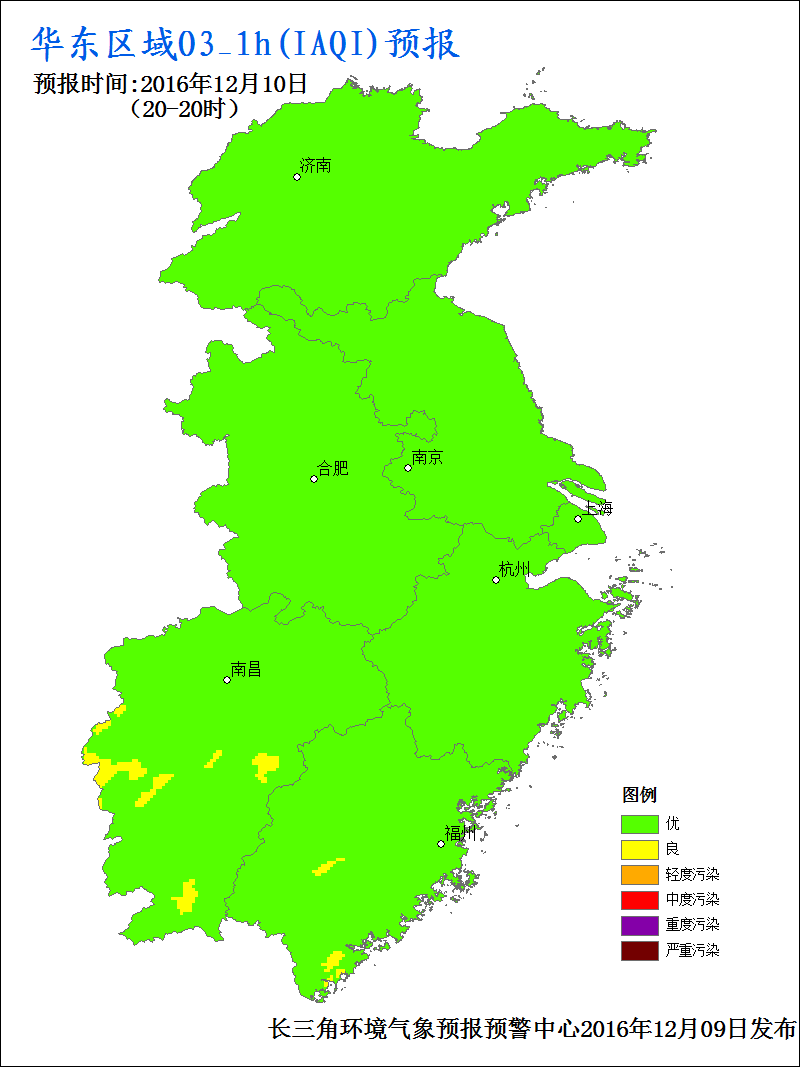 华东区域O3_1h(IAQI)预报
预报时间:2016年12月10日
（20-20时）
济南
南京
合肥
上海
杭州
南昌
福州
图例
优
良
轻度污染
中度污染
重度污染
严重污染
长三角环境气象预报预警中心2016年12月09日发布